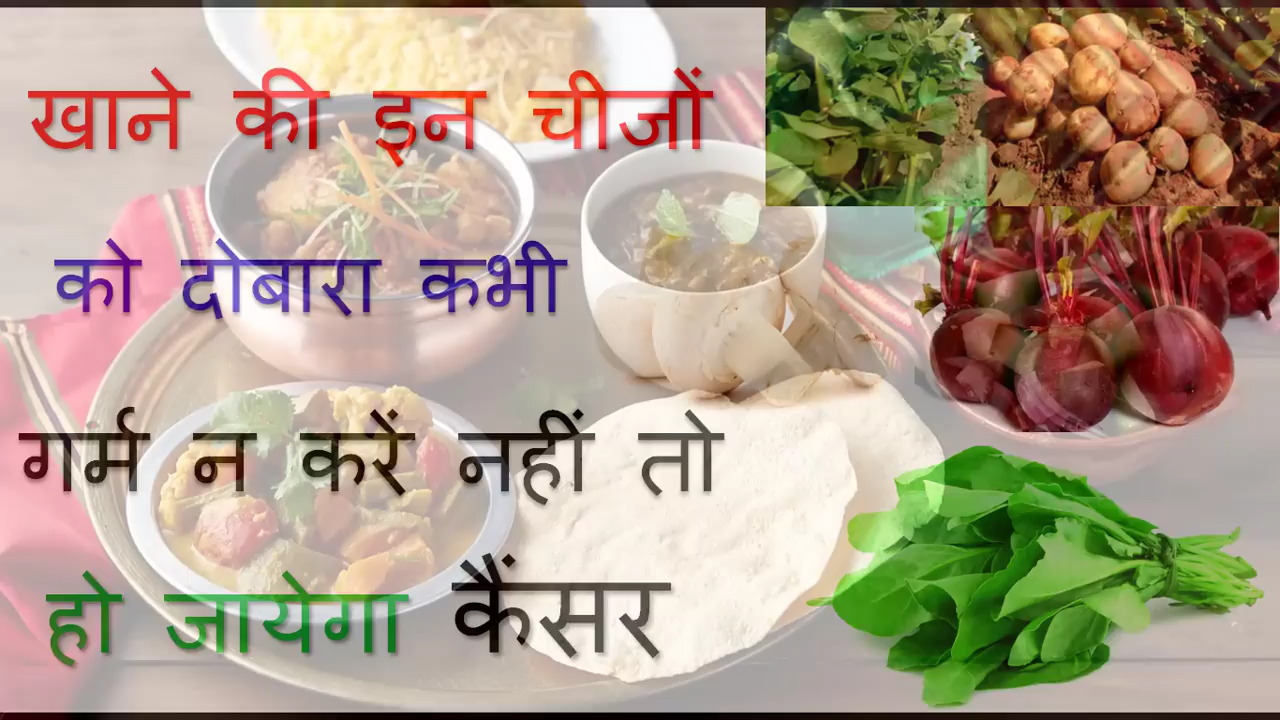 खाने की इन चीजों
को दोबारा कभी
गर्म न करें नहीं तो
हो जायेगा कैंसर